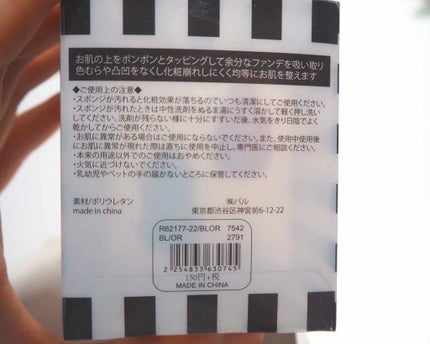 お肌の上をポンポンとタッピングして余分なファンデを吸い取り
色むらや凸凹をなくし化粧崩れしにくく均等にお肌を整えます
◆ご使用上の注意◆
・スポンジが汚れると化粧効果が落ちるのでいつも清潔にしてご使用ください。
・スポンジが汚れたときは中性洗剤をぬるま湯にうすく溶かして軽く押し洗い
してください。洗剤が残らない様に十分にすすいだ後、水気をきり日陰でよく
乾かしてからご使用ください。
・お肌に異常がある場合はご使用にならないでください。また、使用中使用後
にお肌に異常が現れた際は直ちに使用を中止し、専門医にご相談ください。
・本来の用途以外でのご使用はおやめください。
・火気に近づけないでください。
・乳幼児やペットの手の届かないところに保管してください。
素材/ポリウレタン
made in china
㈱パル
東京都渋谷区神宮前6-12-22
R62177-22/BLOR 7542
BL/OR 2791
2 254833 630745
150円+税
MADE IN CHINA